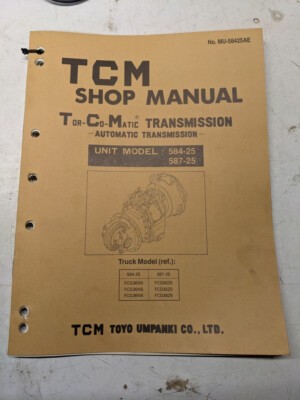 No. MU-58425AE
TCM
SHOP MANUAL
TOR-CO-MATIC® TRANSMISSION
—AUTOMATIC TRANSMISSION—
UNIT MODEL: 584-25
587-25
Truck Model (ref.):
584-25 587-25
TCM TOYO UMPANKI CO., LTD.